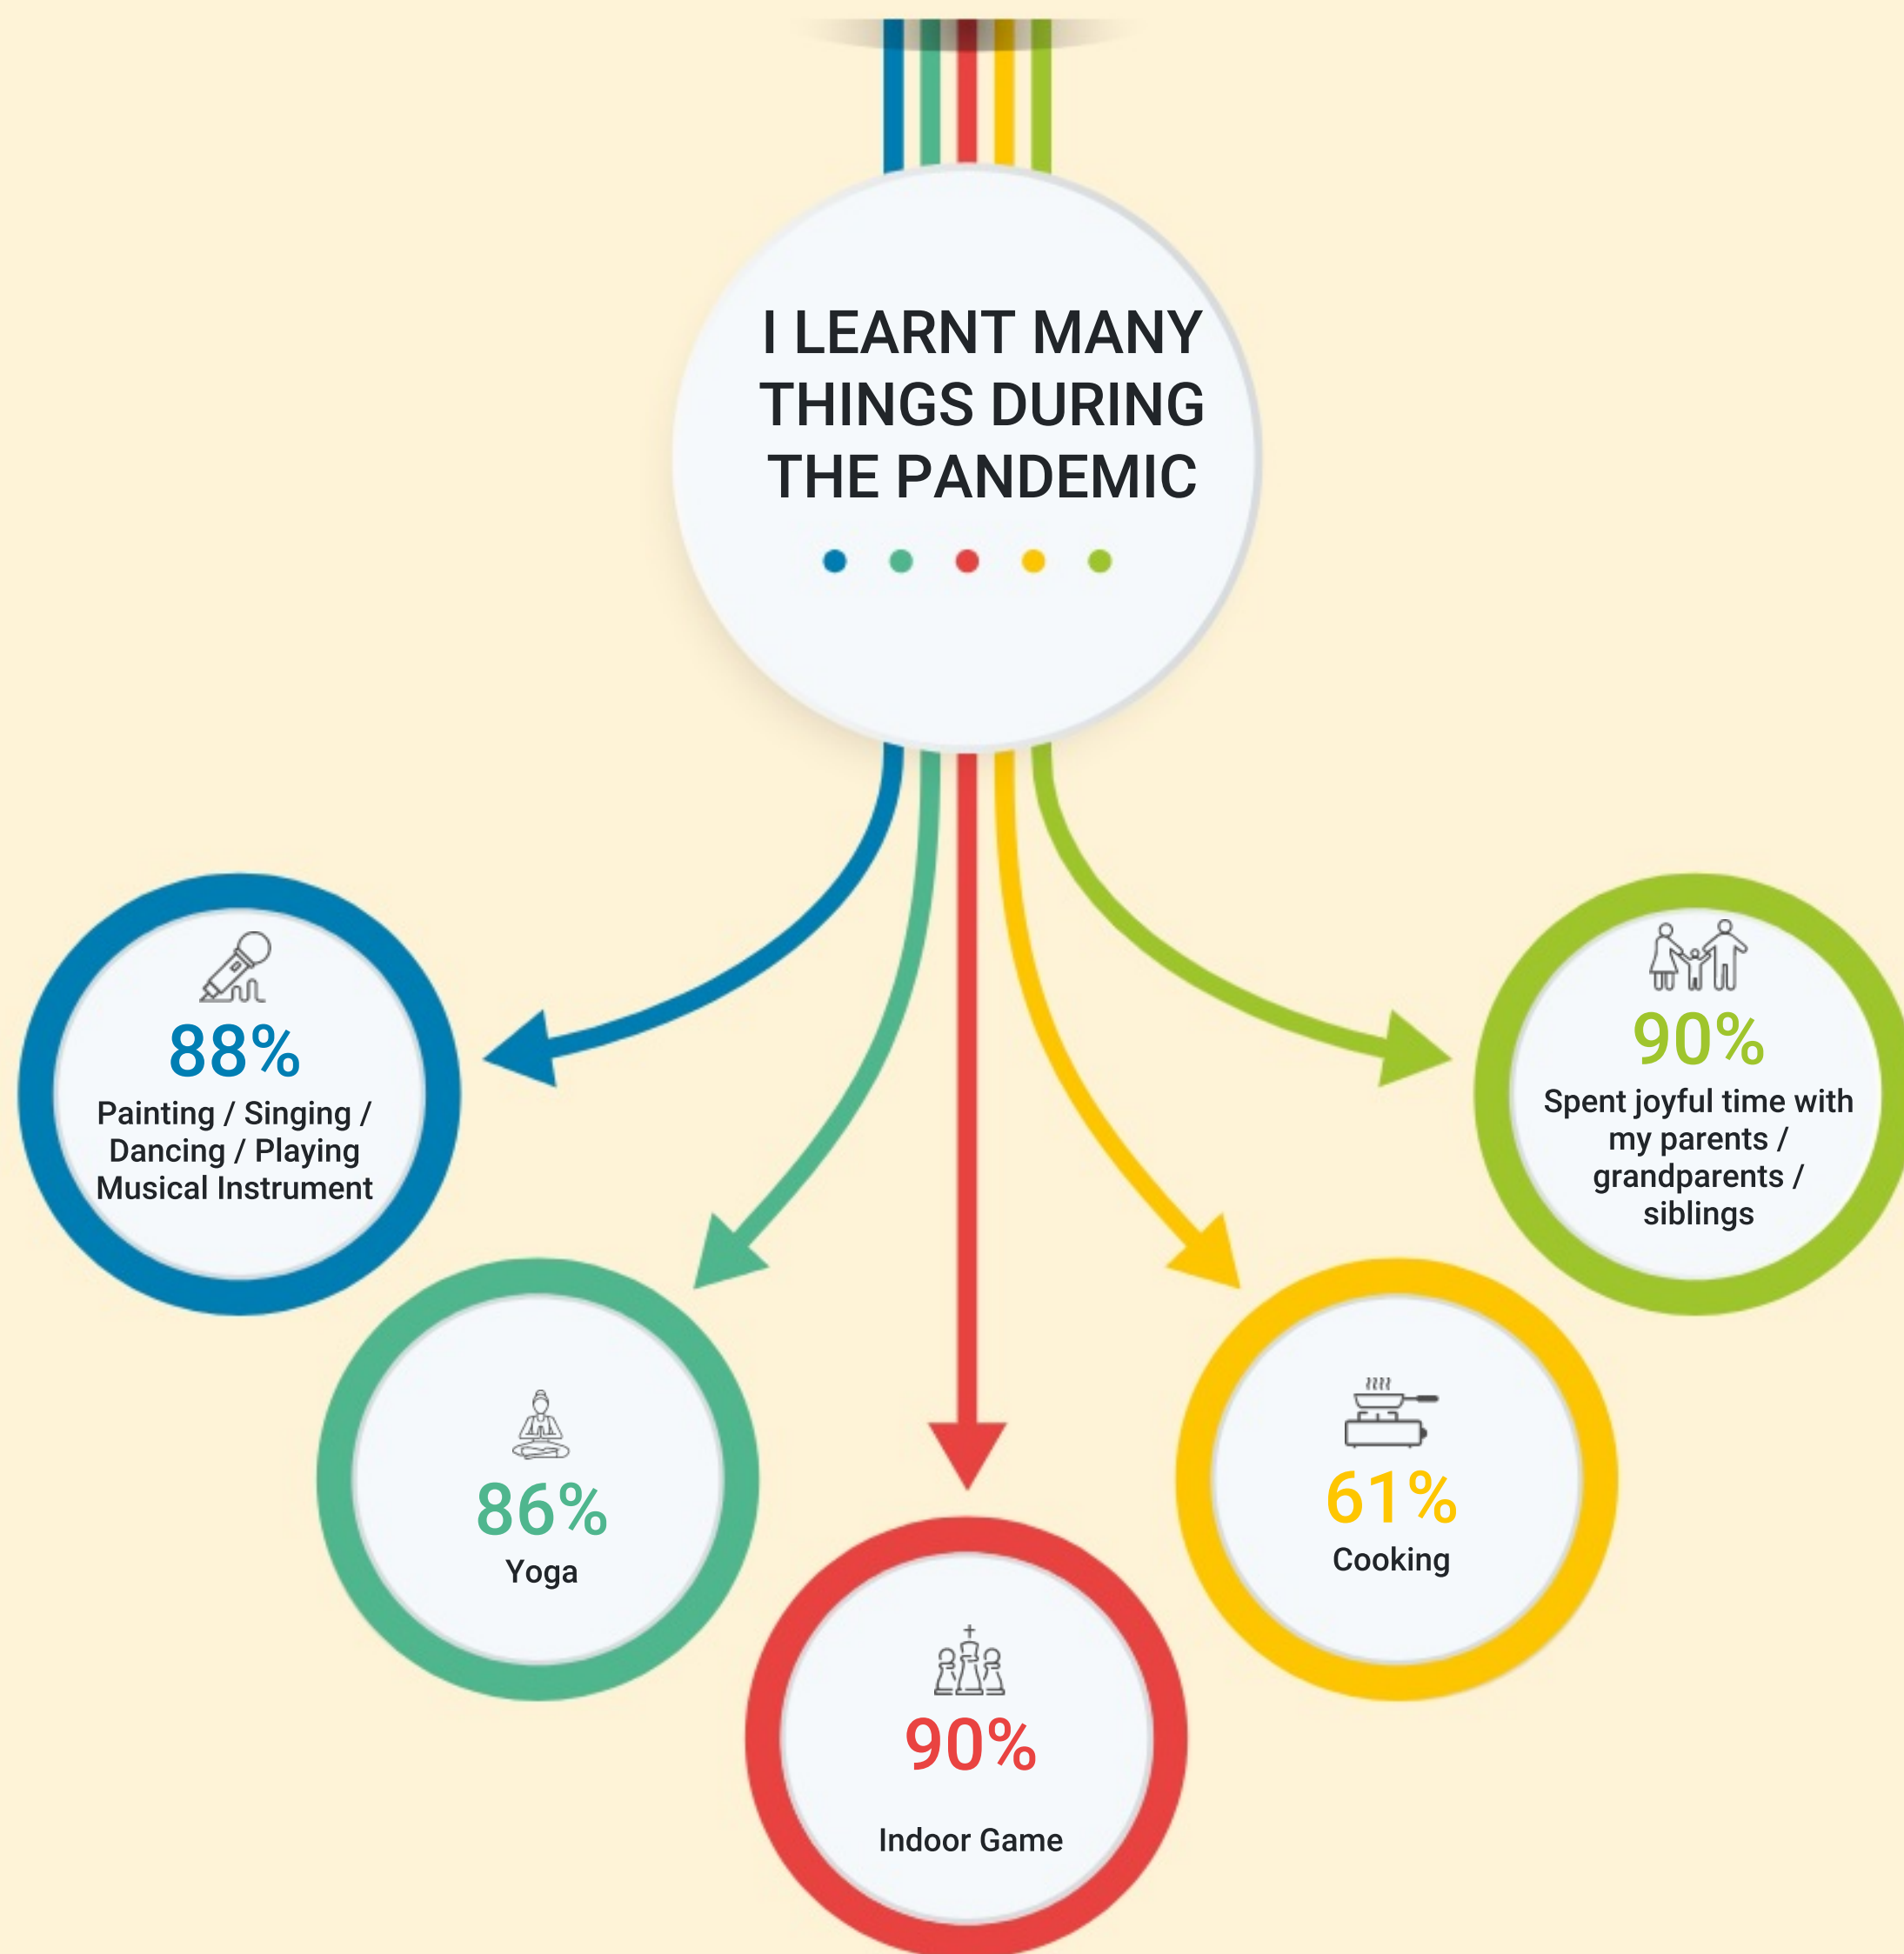 I LEARNT MANY
THINGS DURING
THE PANDEMIC
88%
Painting / Singing /
Dancing / Playing
Musical Instrument
86%
Yoga
90%
Indoor Game
61%
Cooking
90%
Spent joyful time with
my parents /
grandparents /
siblings